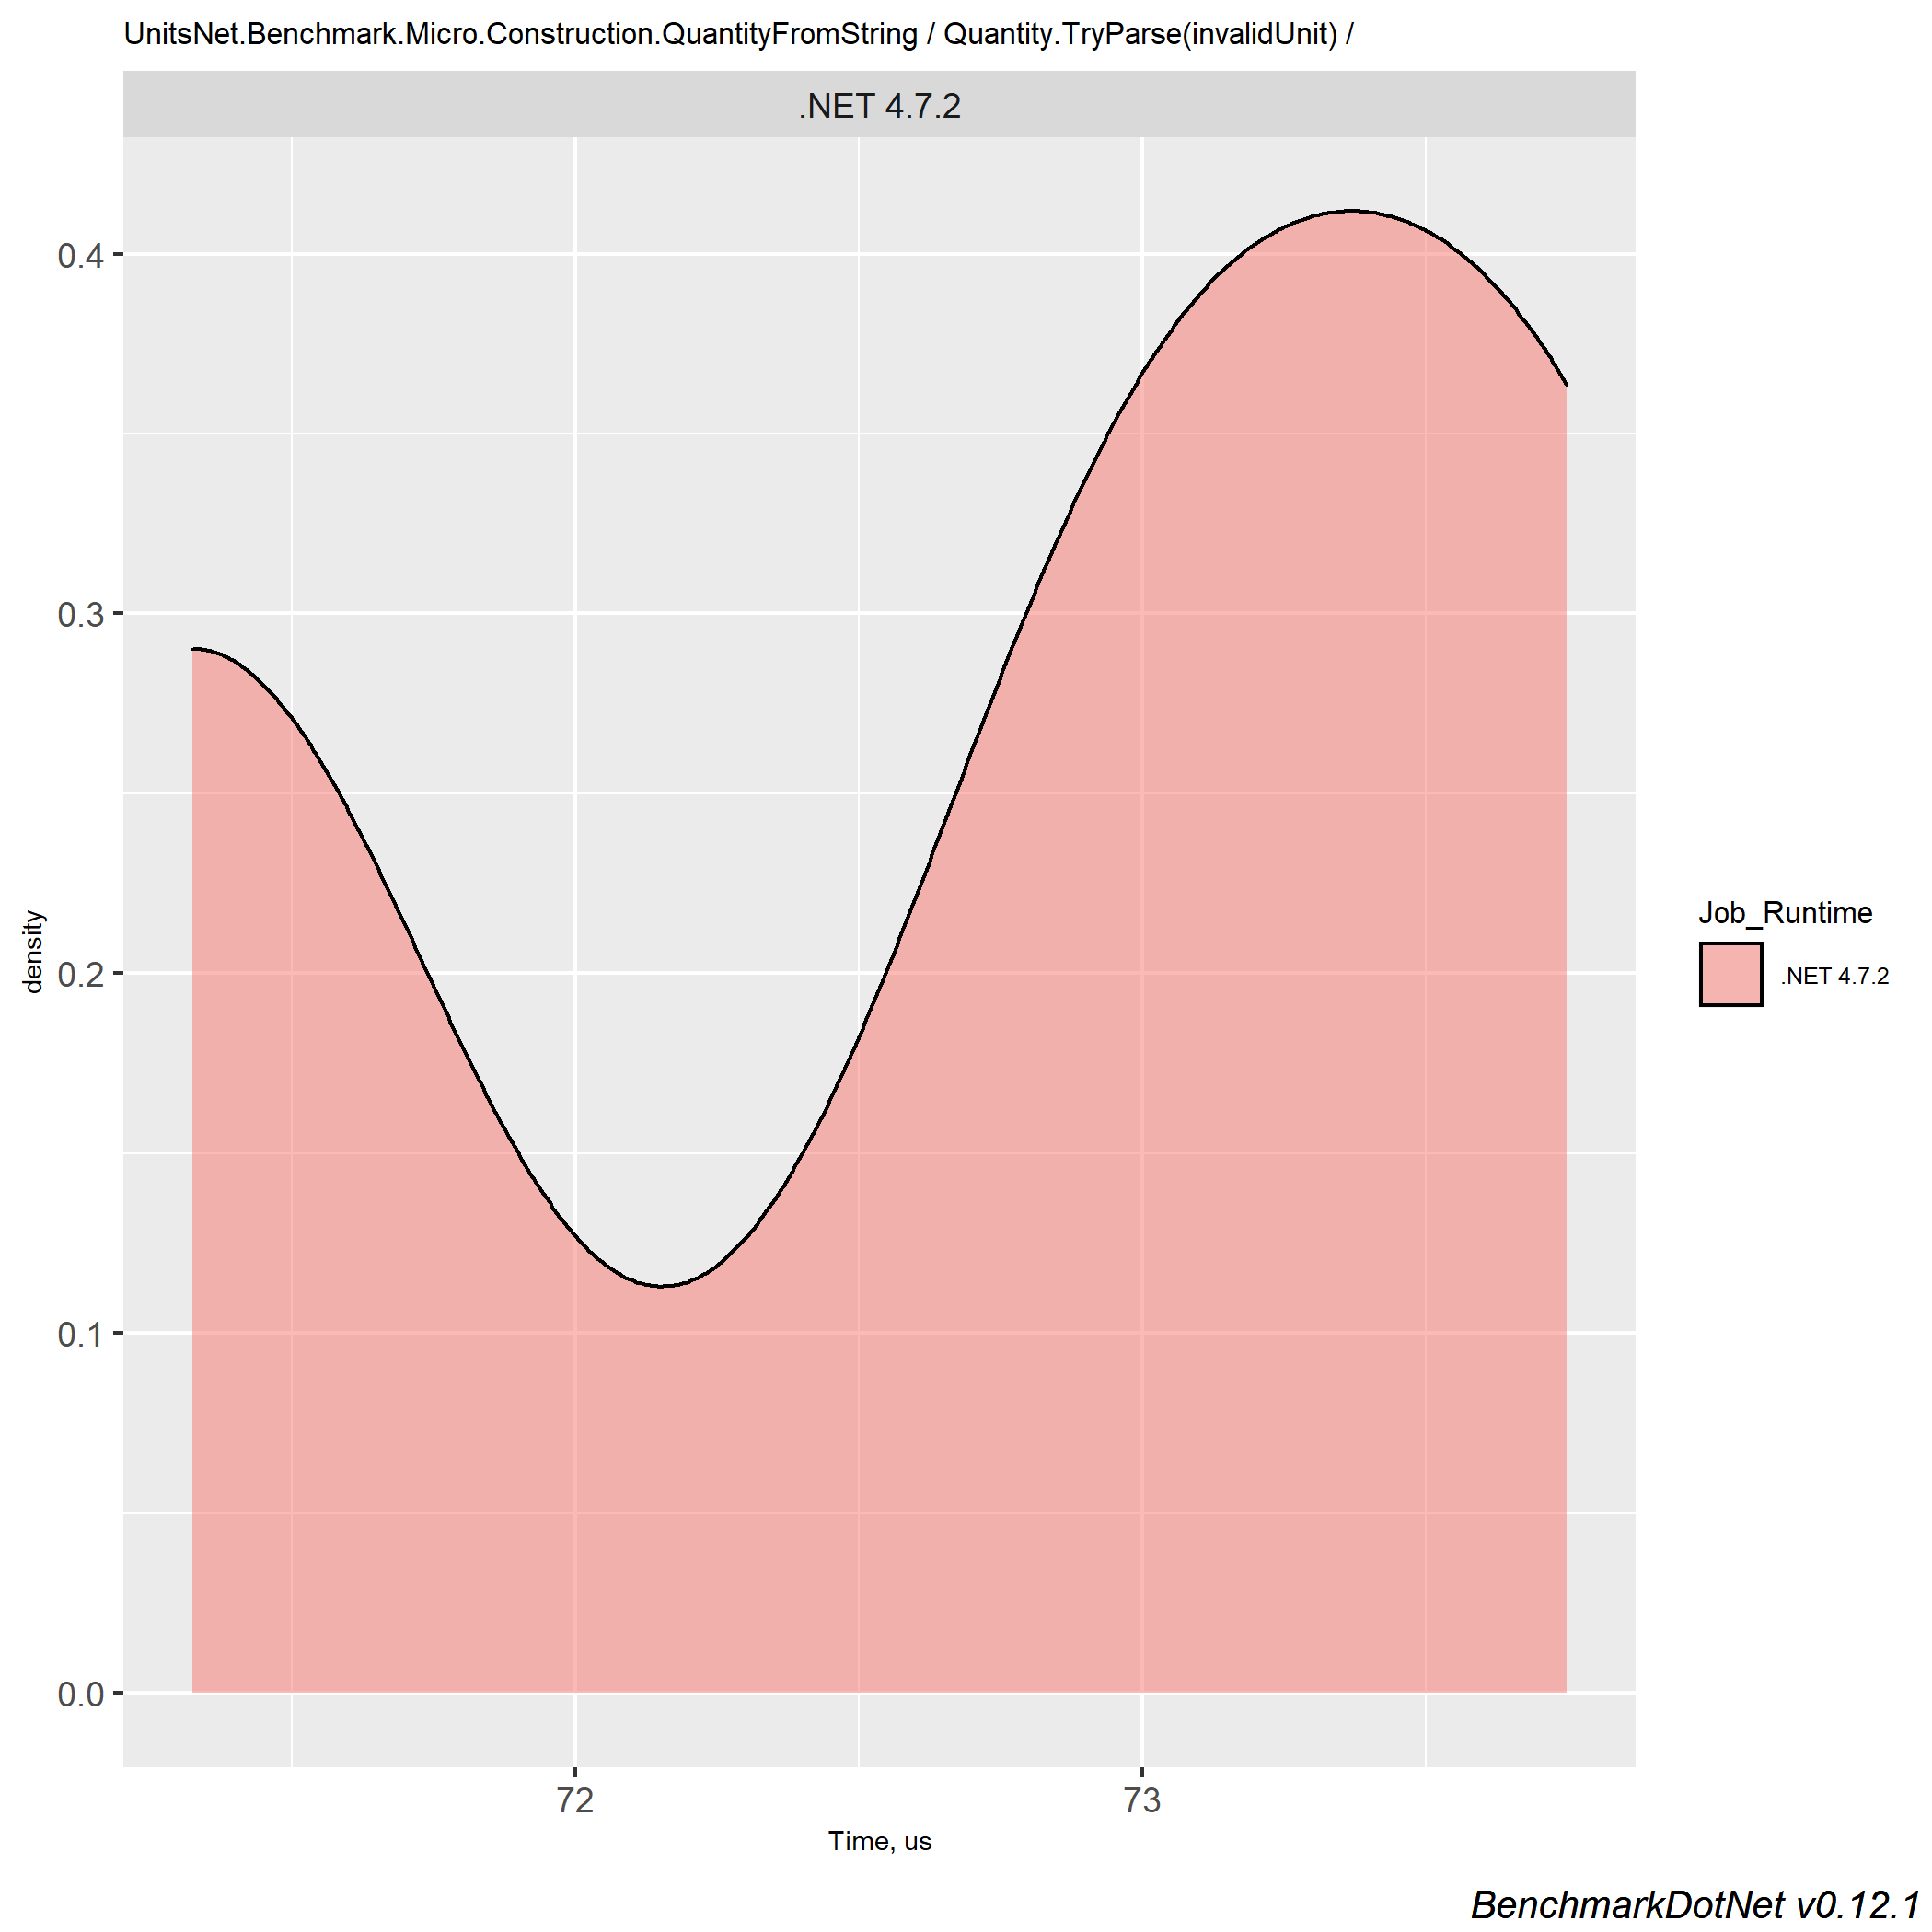 UnitsNet.Benchmark.Micro.Construction.QuantityFromString / Quantity.TryParse(invalidUnit) /
.NET 4.7.2
0.4
0.3
0.2
0.1
0.0
density
72
73
Time, us
Job_Runtime
.NET 4.7.2
BenchmarkDotNet v0.12.1